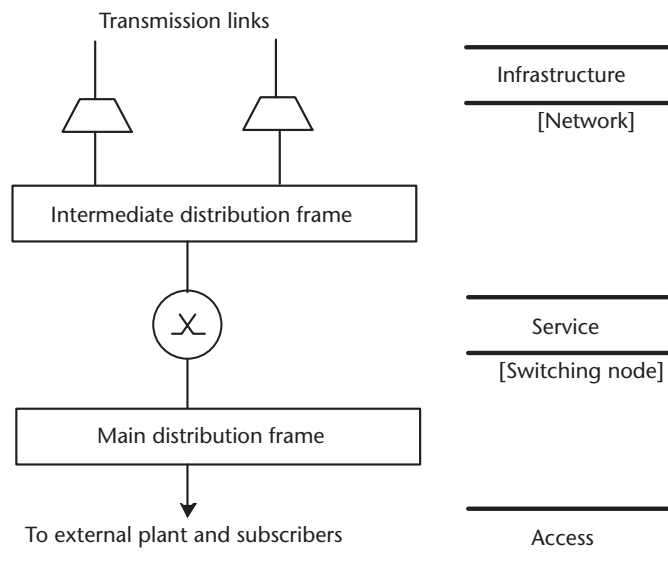 Transmission links
Infrastructure
[Network]
Intermediate distribution frame
Service
[Switching node]
Main distribution frame
To external plant and subscribers
Access